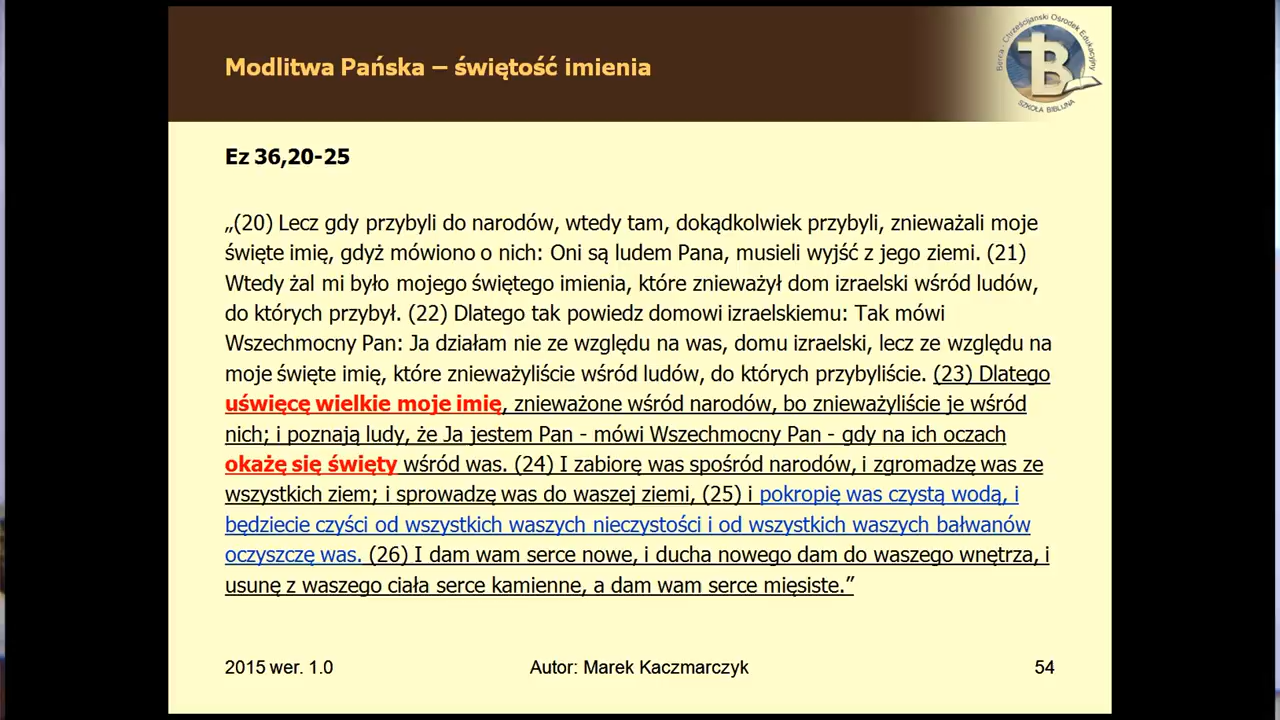 Modlitwa Pańska – świętość imienia
Berea - Chrześcijański Ośrodek Edukacyjny
SZKOŁA BIBLIJNA
Ez 36,20-25
„(20) Lecz gdy przybyli do narodów, wtedy tam, dokądkolwiek przybyli, znieważali moje
święte imię, gdyż mówiono o nich: Oni są ludem Pana, musieli wyjść z jego ziemi. (21)
Wtedy żal mi było mojego świętego imienia, które znieważył dom izraelski wśród ludów,
do których przybył. (22) Dlatego tak powiedz domowi izraelskiemu: Tak mówi
Wszechmocny Pan: Ja działam nie ze względu na was, domu izraelski, lecz ze względu na
moje święte imię, które znieważyliście wśród ludów, do których przybyliście. (23) Dlatego
uświęcę wielkie moje imię, znieważone wśród narodów, bo znieważyliście je wśród
nich; i poznają ludy, że Ja jestem Pan - mówi Wszechmocny Pan - gdy na ich oczach
okażę się święty wśród was. (24) I zabiorę was spośród narodów, i zgromadzę was ze
wszystkich ziem; i sprowadzę was do waszej ziemi, (25) i pokropię was czystą wodą, i
będziecie czyści od wszystkich waszych nieczystości i od wszystkich waszych bałwanów
oczyszczę was. (26) I dam wam serce nowe, i ducha nowego dam do waszego wnętrza, i
usunę z waszego ciała serce kamienne, a dam wam serce mięsiste.”
2015 wer. 1.0
Autor: Marek Kaczmarczyk
54